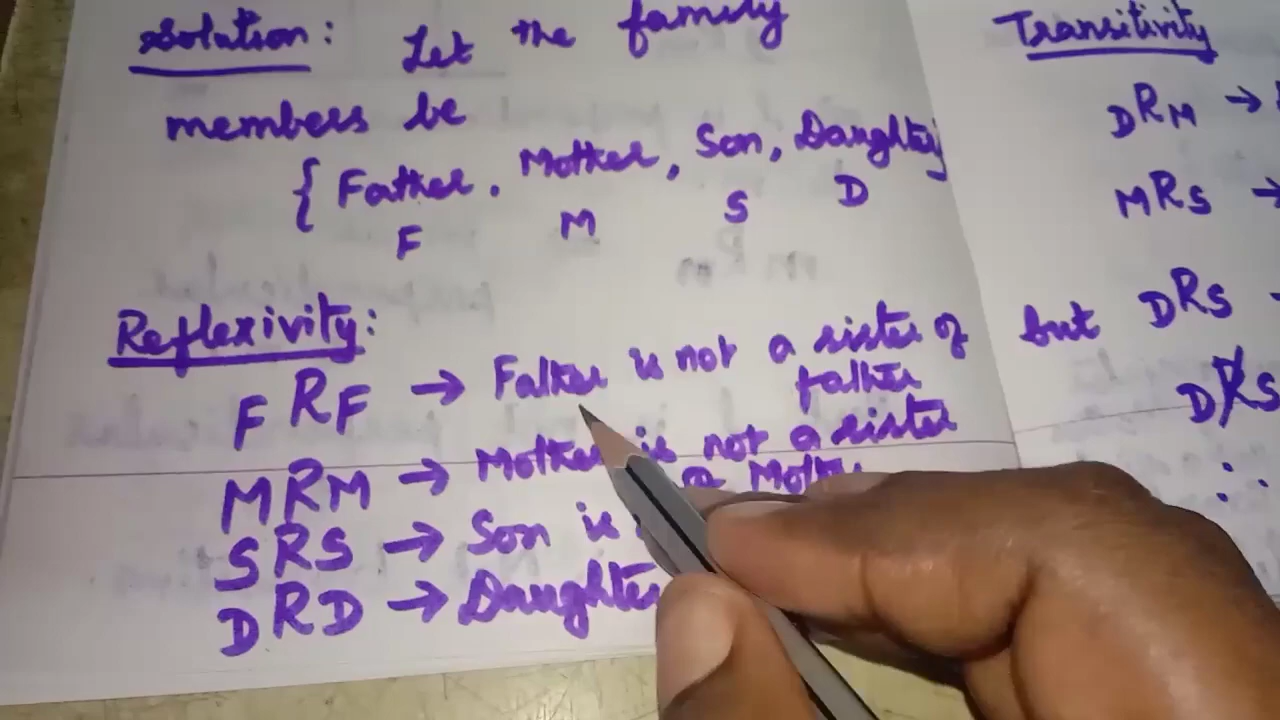 Solution: Let the family
members be
{ Father, Mother, Son, Daughter}
F M S D
Reflexivity:
F R F → Father is not a sister of
father
M R M → Mother is not a sister
Mother
S R S → Son is
D R D → Daughter
Transitivity
D R M →
M R S →
but D R S
D R̸ S
∴